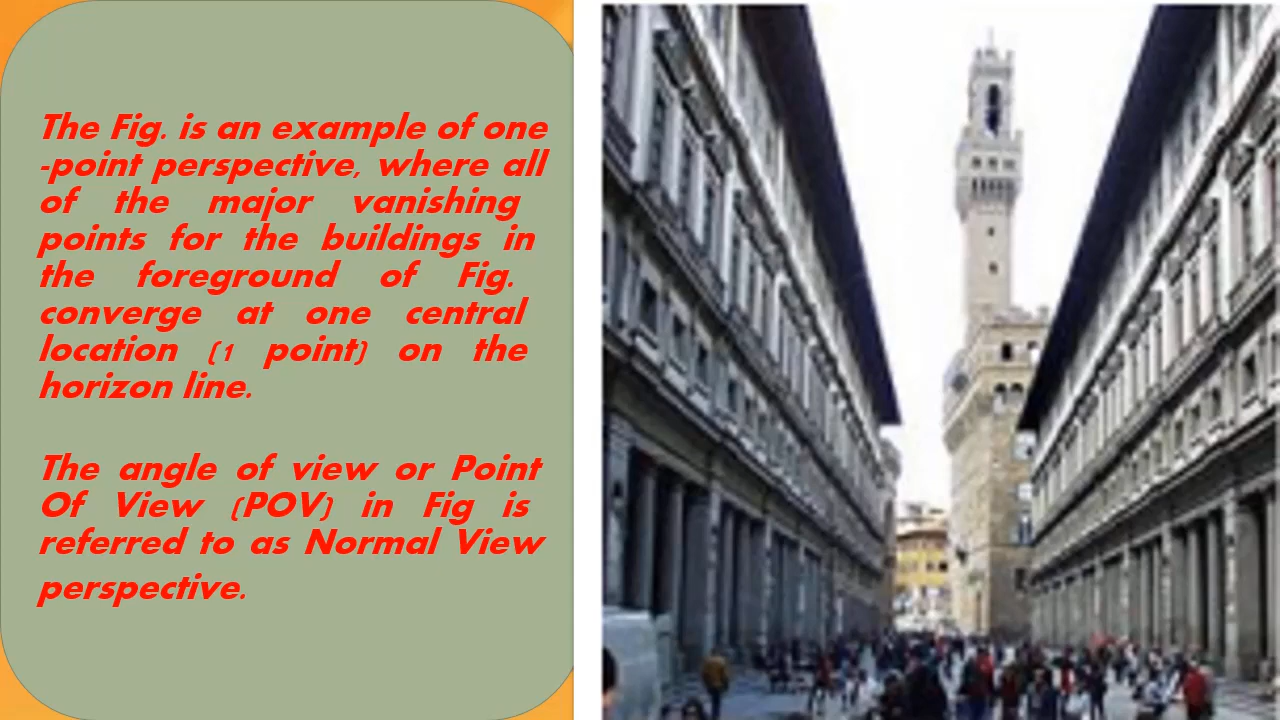 The Fig. is an example of one
-point perspective, where all
of the major vanishing
points for the buildings in
the foreground of Fig.
converge at one central
location (1 point) on the
horizon line.
The angle of view or Point
Of View (POV) in Fig is
referred to as Normal View
perspective.